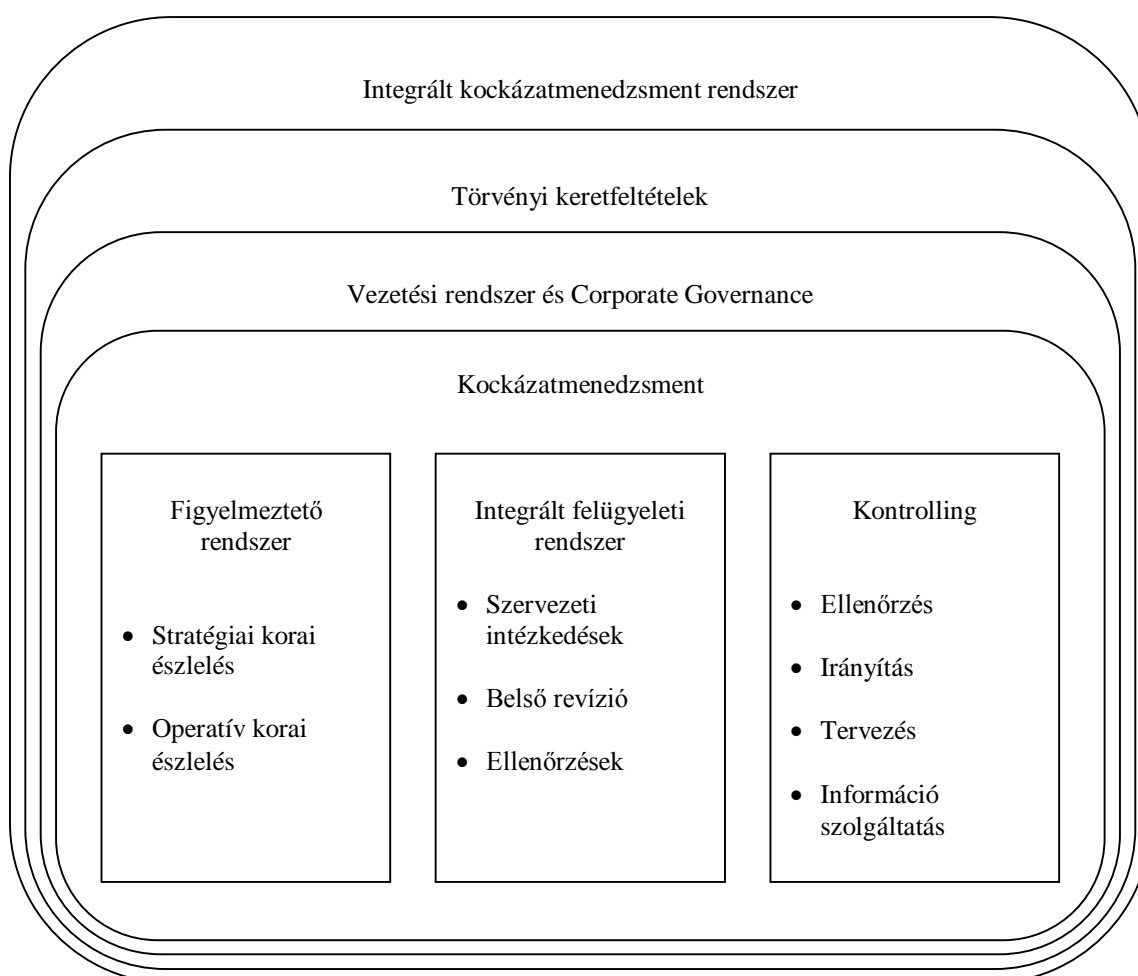 Integrált kockázatmenedzsment rendszer
Törvényi keretfeltételek
Vezetési rendszer és Corporate Governance
Kockázatmenedzsment
Figyelmeztető
rendszer
• Stratégiai korai
észlelés
• Operatív korai
észlelés
Integrált felügyeleti
rendszer
• Szervezeti
intézkedések
• Belső revízió
• Ellenőrzések
Kontrolling
• Ellenőrzés
• Irányítás
• Tervezés
• Információ
szolgáltatás